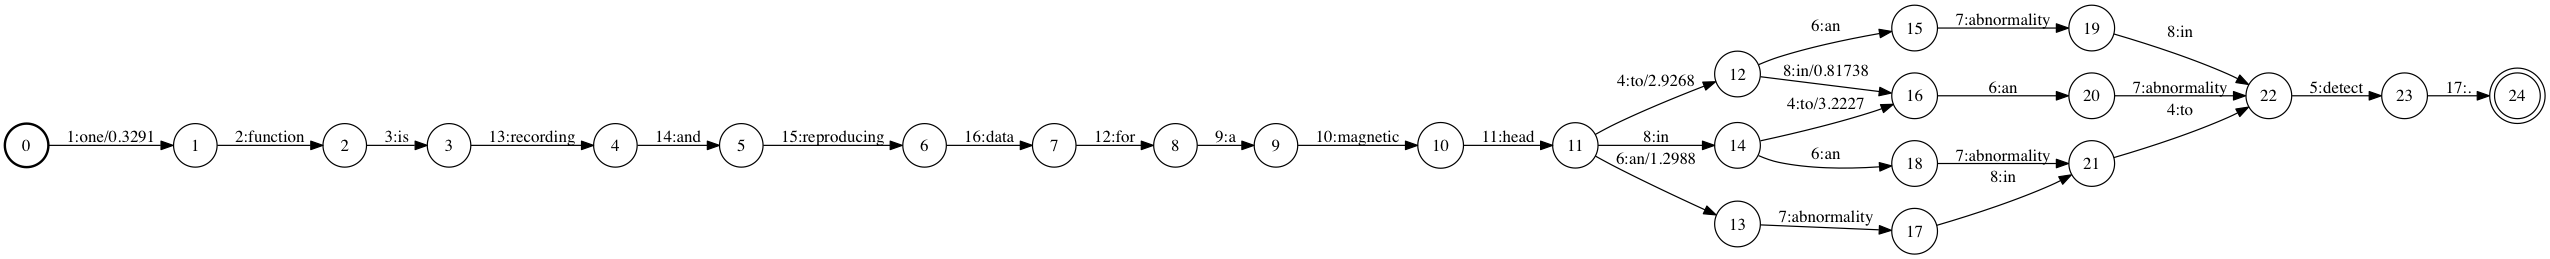 0 1:one/0.3291 1 2:function 2 3:is 3 13:recording 4 14:and 5 15:reproducing 6 16:data 7 12:for 8 9:a 9 10:magnetic 10 11:head 11
4:to/2.9268 12
8:in 14
6:an/1.2988 13
6:an 15 7:abnormality 19 8:in
8:in/0.81738
4:to/3.2227 16 6:an 20 7:abnormality
6:an 18 7:abnormality 21 4:to
7:abnormality 17 8:in
22 5:detect 23 17:. 24